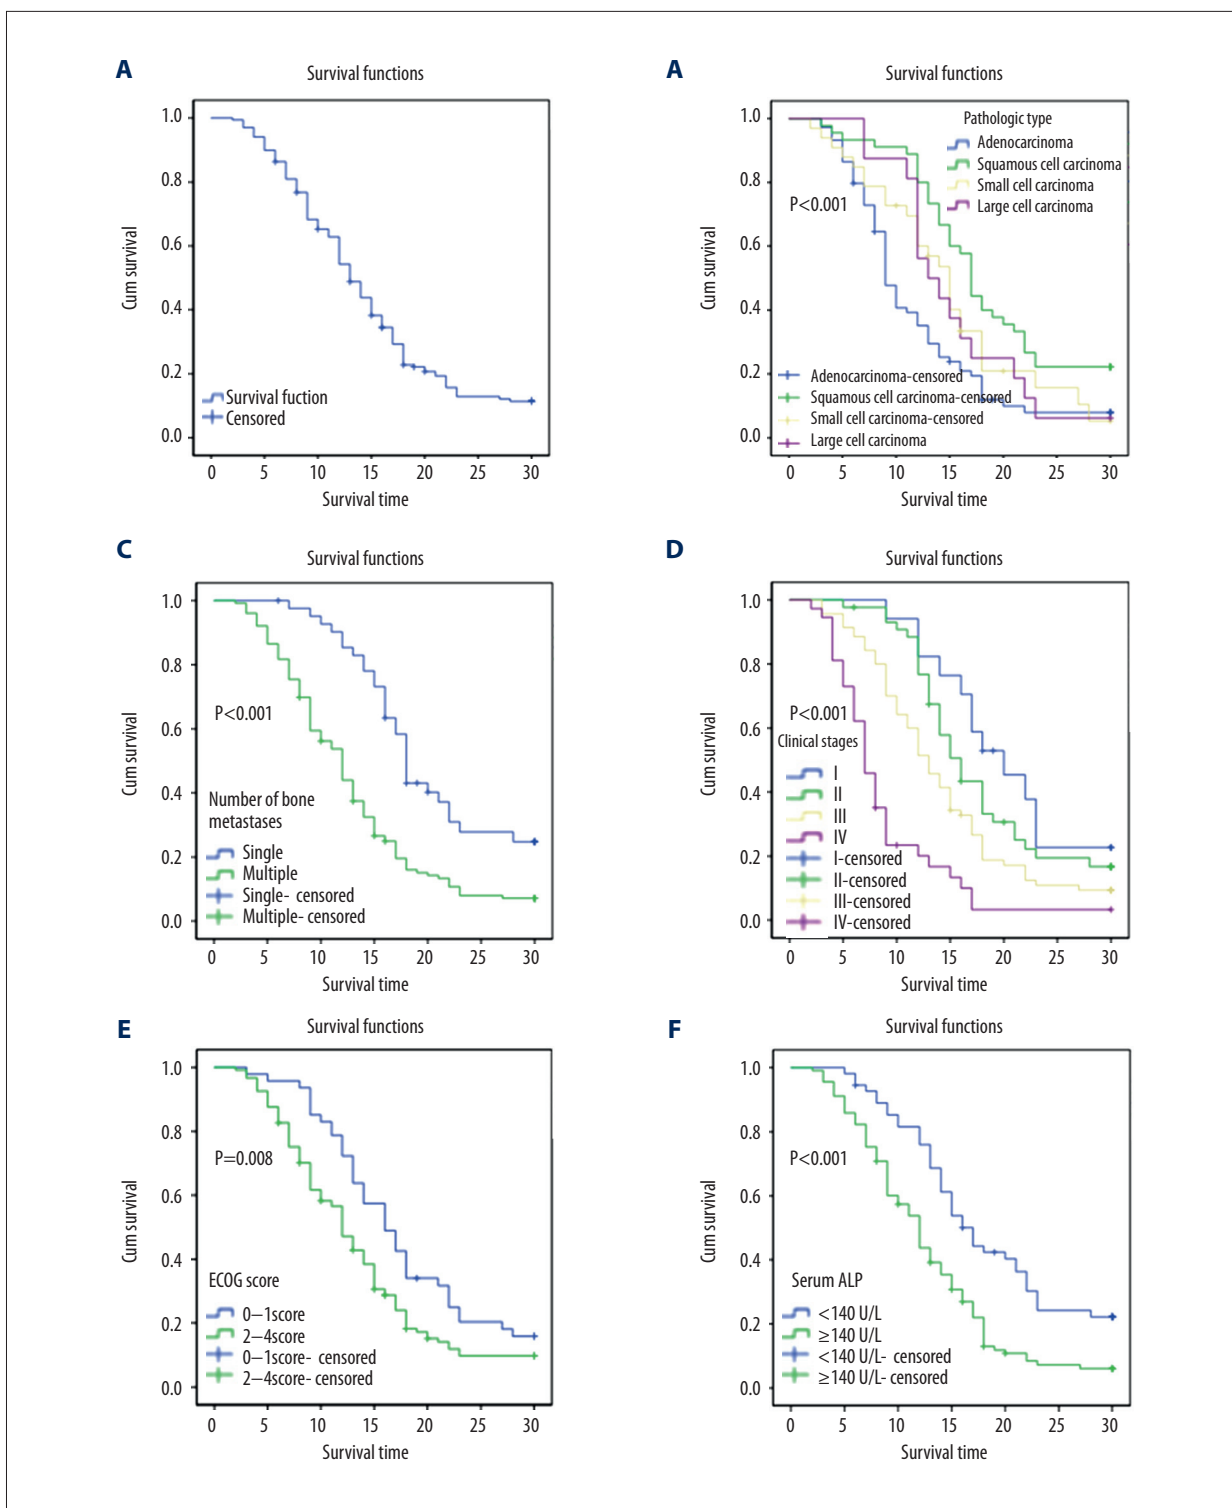 A
Survival functions
1.0
0.8
0.6
0.4
0.2
0.0
Cum survival
Survival fuction
Censored
0 5 10 15 20 25 30
Survival time
A
Survival functions
1.0
0.8
0.6
0.4
0.2
0.0
Cum survival
Pathologic type
Adenocarcinoma
Squamous cell carcinoma
Small cell carcinoma
Large cell carcinoma
P<0.001
Adenocarcinoma-censored
Squamous cell carcinoma-censored
Small cell carcinoma-censored
Large cell carcinoma
0 5 10 15 20 25 30
Survival time
C
Survival functions
1.0
0.8
0.6
0.4
0.2
0.0
Cum survival
P<0.001
Number of bone
metastases
Single
Multiple
Single- censored
Multiple- censored
0 5 10 15 20 25 30
Survival time
D
Survival functions
1.0
0.8
0.6
0.4
0.2
0.0
Cum survival
P<0.001
Clinical stages
I
II
III
IV
I-censored
II-censored
III-censored
IV-censored
0 5 10 15 20 25 30
Survival time
E
Survival functions
1.0
0.8
0.6
0.4
0.2
0.0
Cum survival
P=0.008
ECOG score
0–1score
2–4score
0–1score- censored
2–4score- censored
0 5 10 15 20 25 30
Survival time
F
Survival functions
1.0
0.8
0.6
0.4
0.2
0.0
Cum survival
P<0.001
Serum ALP
<140 U/L
≥140 U/L
<140 U/L- censored
≥140 U/L- censored
0 5 10 15 20 25 30
Survival time